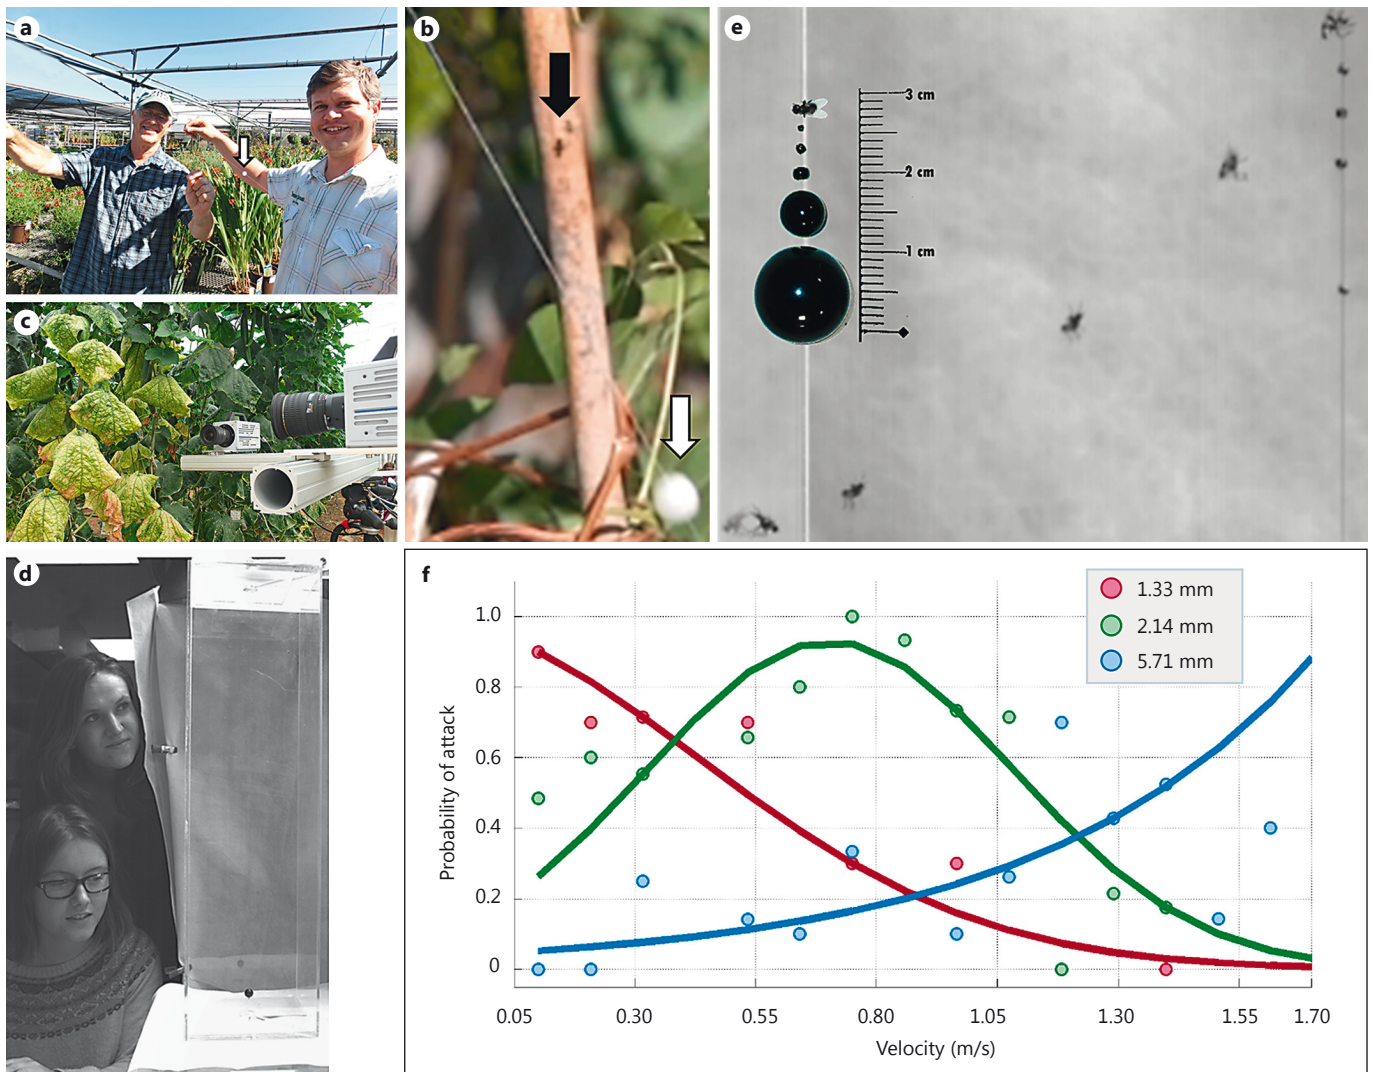 a
b
e
3 cm
2 cm
1 cm
c
d
f
1.33 mm
2.14 mm
5.71 mm
Probability of attack
1.0
0.8
0.6
0.4
0.2
0
0.05 0.30 0.55 0.80 1.05 1.30 1.55 1.70
Velocity (m/s)